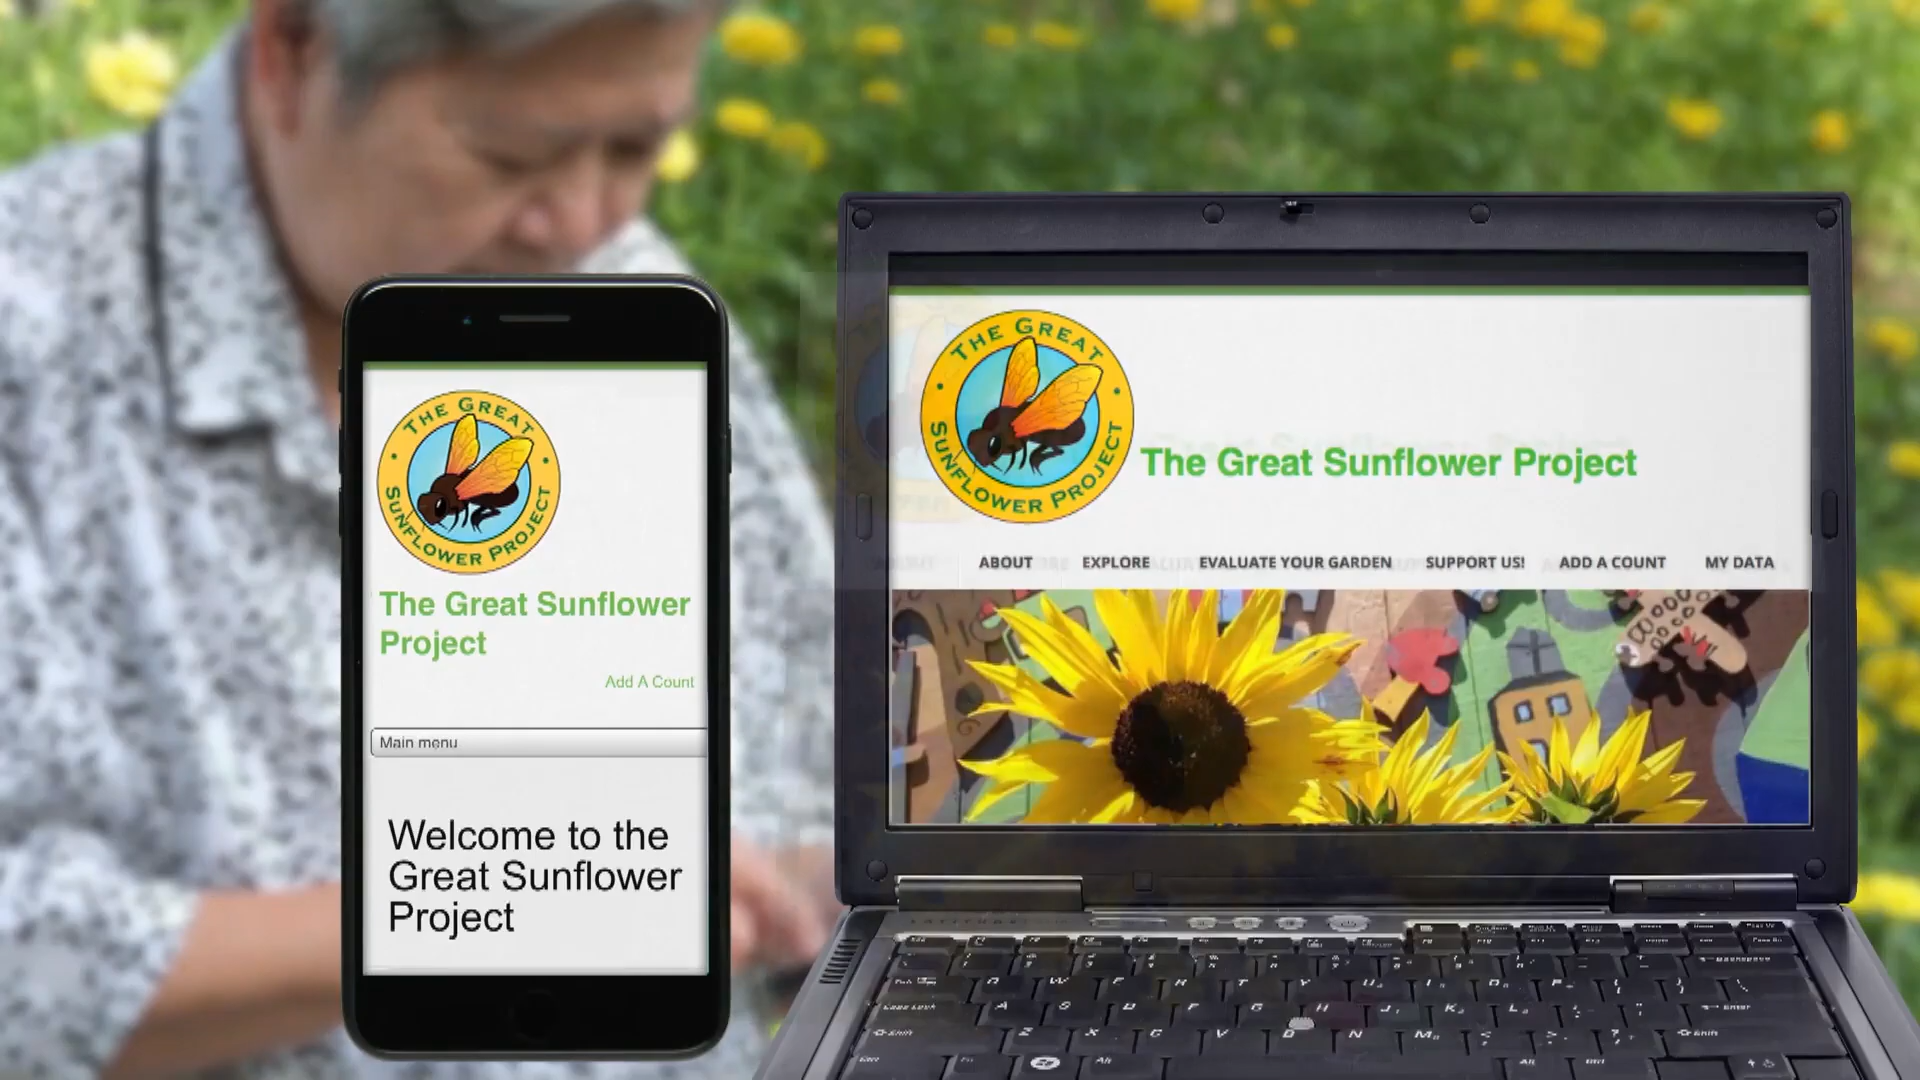 THE GREAT
SUNFLOWER PROJECT
The Great Sunflower
Project
Add A Count
Main menu
Welcome to the
Great Sunflower
Project
THE GREAT
SUNFLOWER PROJECT
The Great Sunflower Project
ABOUT EXPLORE EVALUATE YOUR GARDEN SUPPORT US! ADD A COUNT MY DATA